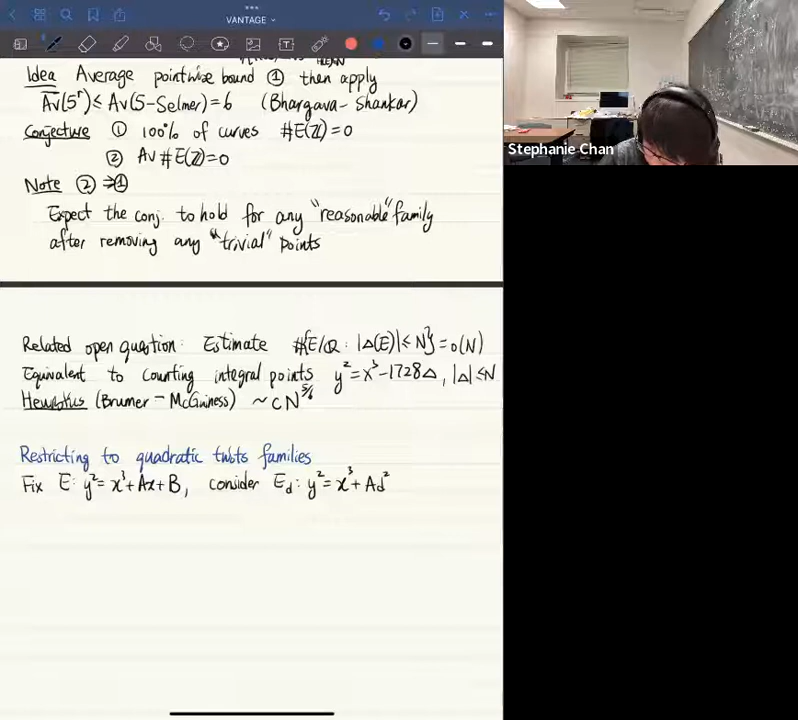 VANTAGE
Idea Average pointwise bound ① then apply
Av(5^r) ≤ Av(5-Selmer) = 6 (Bhargava-Shankar)
Conjecture ① 100% of curves #E(ℤ)=0
② Av #E(ℤ)=0
Note ② ⇒ ①
Expect the conj. to hold for any "reasonable" family
after removing any "trivial" points
Related open question: Estimate #{E/ℚ : |Δ(E)| ≤ N} = o(N)
Equivalent to counting integral points y² = x³ - 1728Δ, |Δ| ≤ N
Heuristics (Brumer - McGuiness) ~ cN^{5/6}
Restricting to quadratic twists families
Fix E: y² = x³ + Ax + B, consider E_d: y² = x³ + Ad²
Stephanie Chan